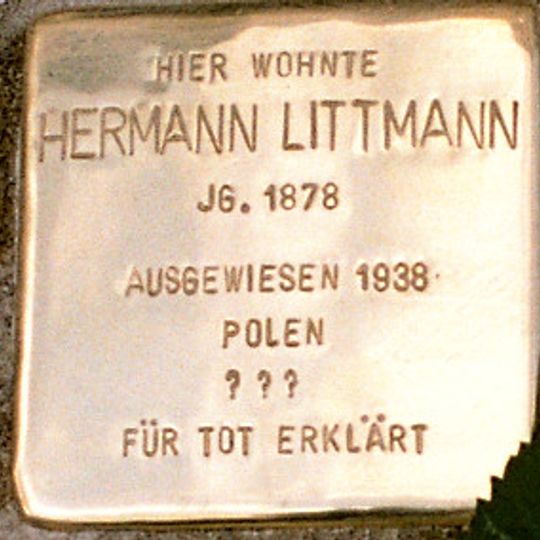 HIER WOHNTE
HERMANN LITTMANN
JG. 1878
AUSGEWIESEN 1938
POLEN
? ? ?
FÜR TOT ERKLÄRT